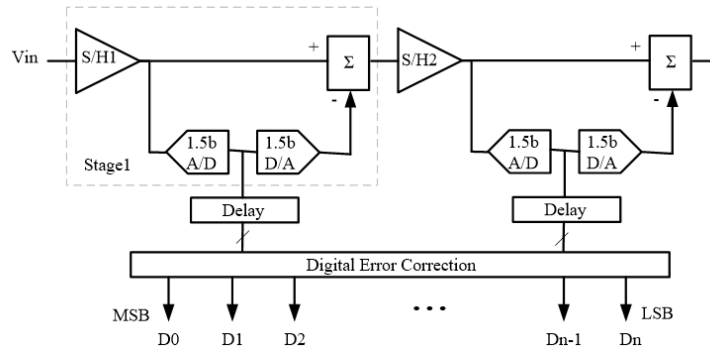 Vin
S/H1
+
Σ
-
1.5b
A/D
1.5b
D/A
Stage1
Delay
S/H2
+
Σ
-
1.5b
A/D
1.5b
D/A
Delay
Digital Error Correction
MSB
LSB
D0
D1
D2
...
Dn-1
Dn